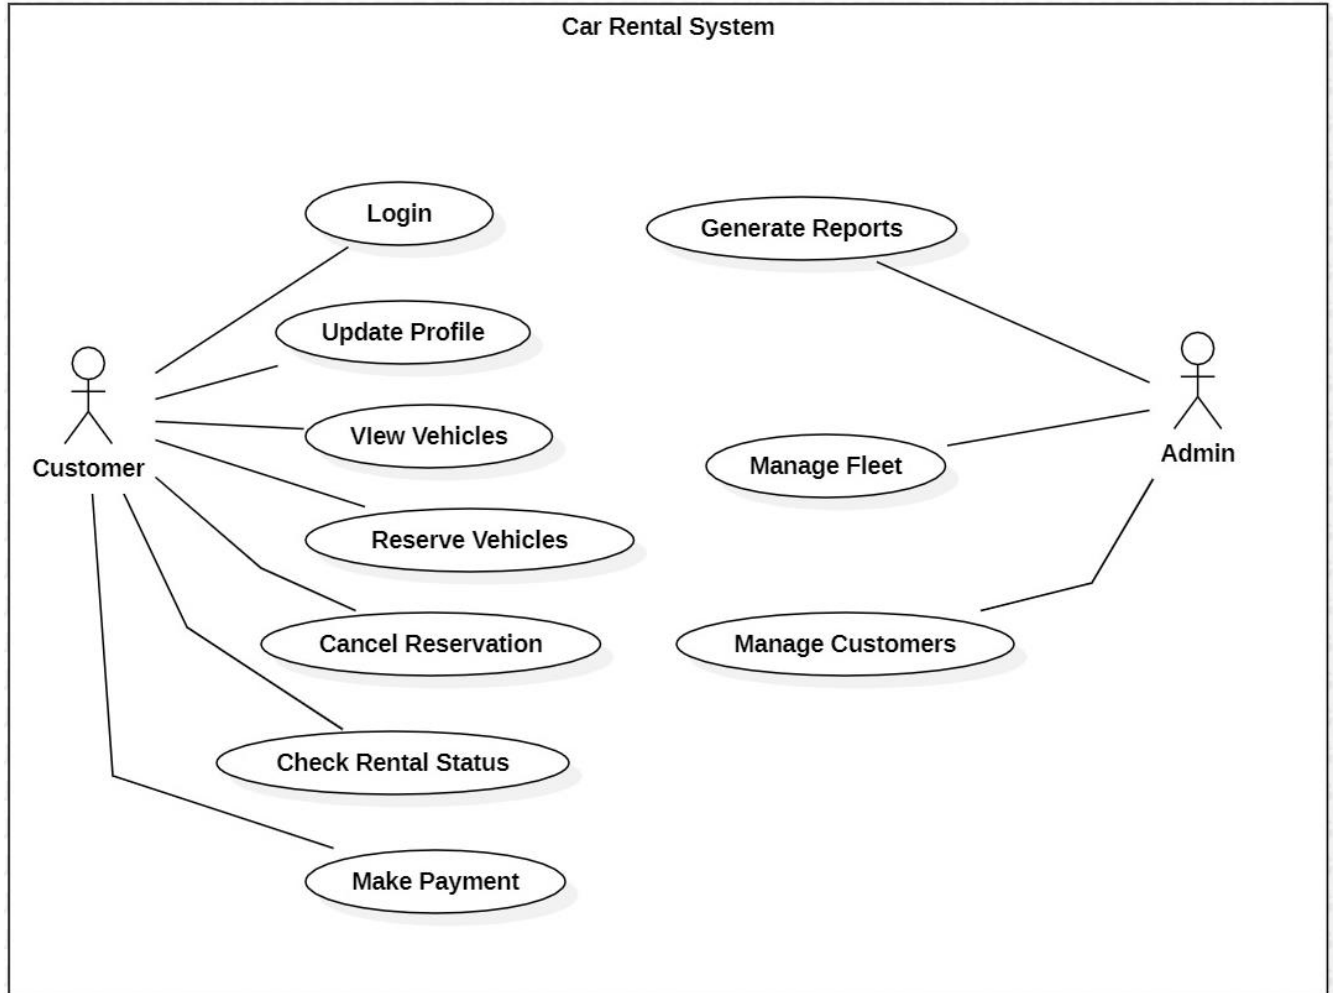 Car Rental System
Login
Generate Reports
Update Profile
VIew Vehicles
Customer
Manage Fleet
Admin
Reserve Vehicles
Cancel Reservation
Manage Customers
Check Rental Status
Make Payment